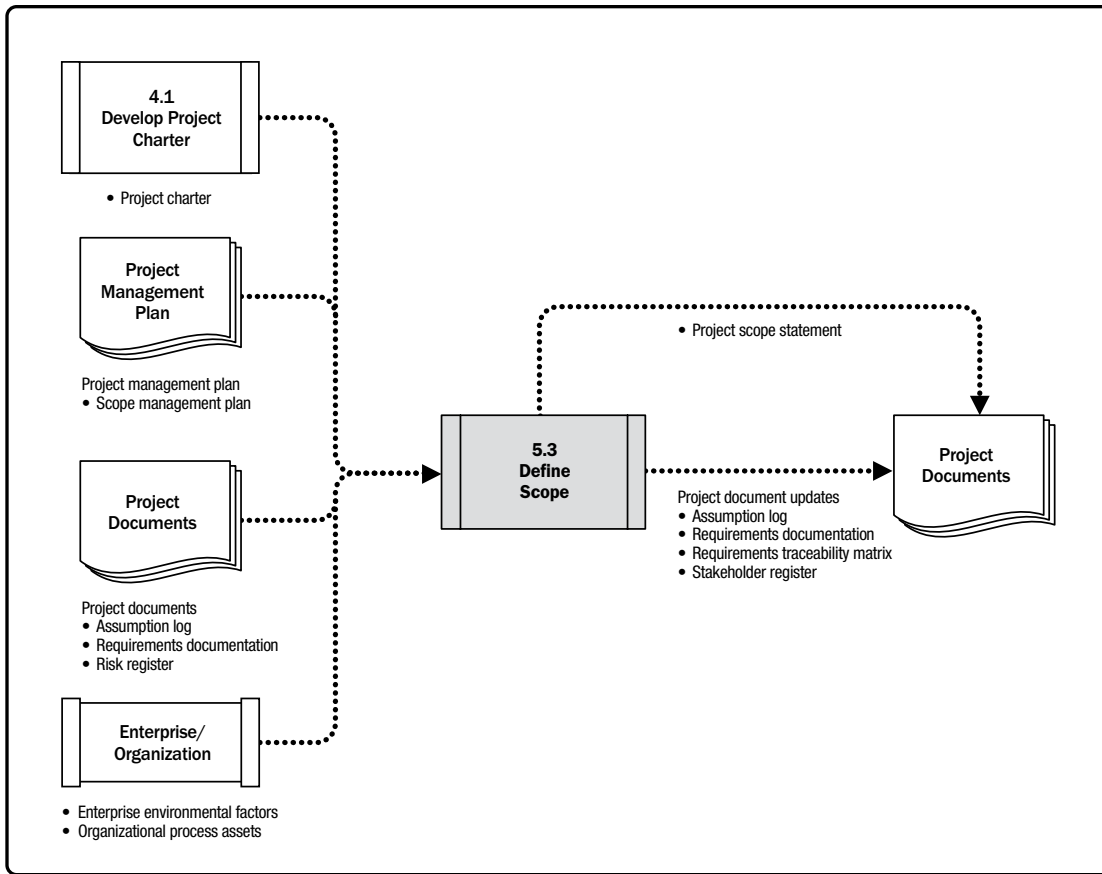 4.1
Develop Project
Charter
• Project charter
Project
Management
Plan
Project management plan
• Scope management plan
Project
Documents
Project documents
• Assumption log
• Requirements documentation
• Risk register
Enterprise/
Organization
• Enterprise environmental factors
• Organizational process assets
5.3
Define
Scope
• Project scope statement
Project document updates
• Assumption log
• Requirements documentation
• Requirements traceability matrix
• Stakeholder register
Project
Documents